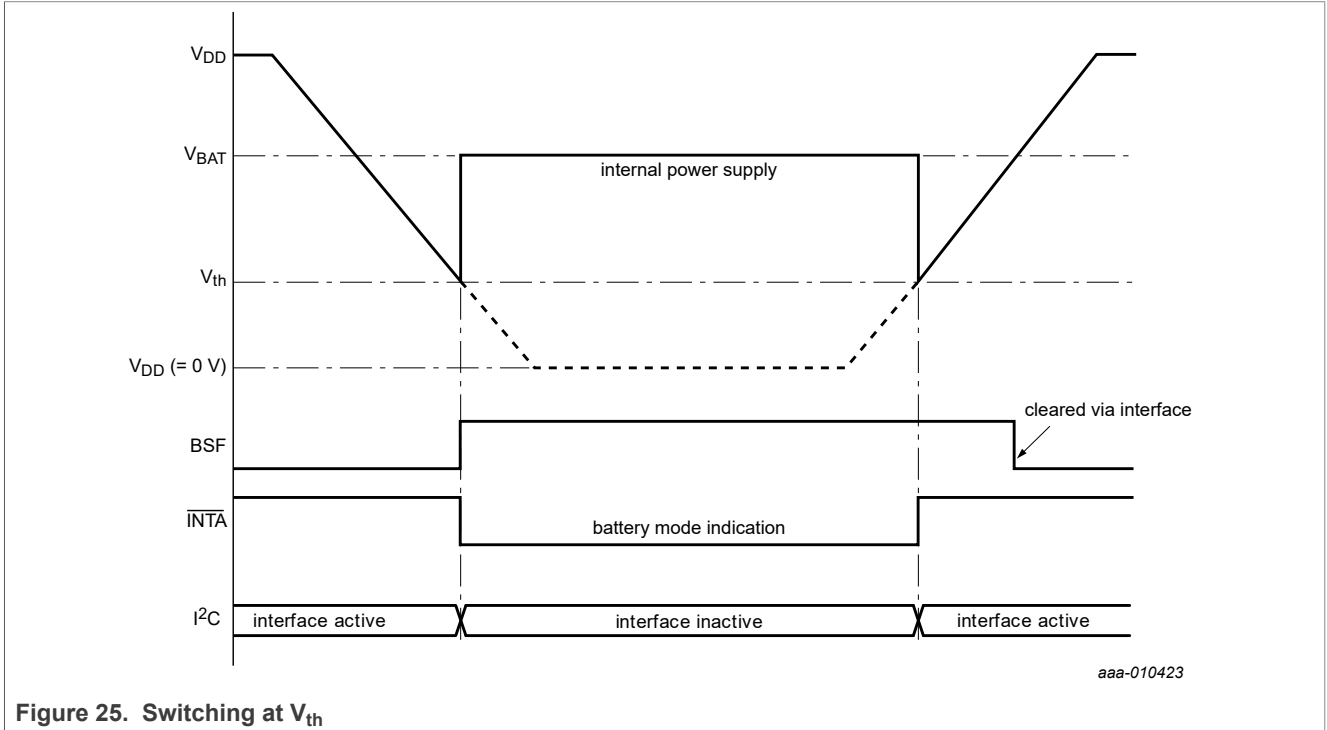 V_DD
V_BAT
internal power supply
V_th
V_DD (= 0 V)
cleared via interface
BSF
I̅N̅T̅A̅
battery mode indication
I²C
interface active
interface inactive
interface active
aaa-010423
Figure 25. Switching at V_th